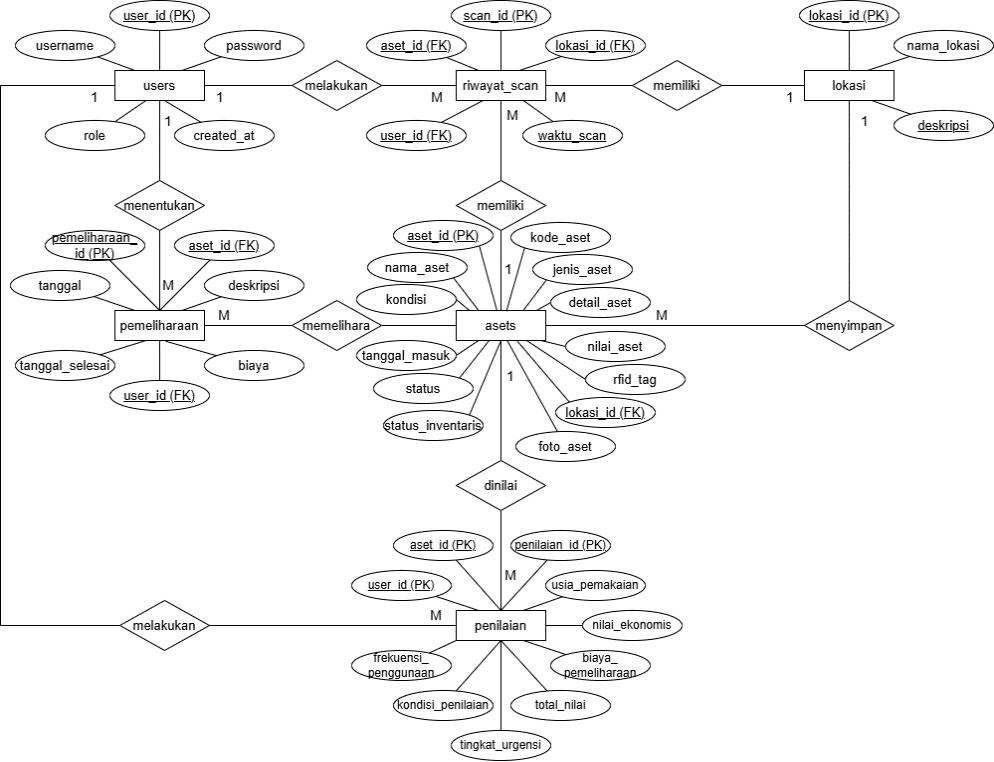 user_id (PK)
scan_id (PK)
lokasi_id (PK)
username
password
aset_id (FK)
lokasi_id (FK)
nama_lokasi
users
melakukan
riwayat_scan
memiliki
lokasi
1
1
M
M
1
role
1
created_at
user_id (FK)
M
waktu_scan
1
deskripsi
menentukan
memiliki
pemeliharaan_
id (PK)
aset_id (FK)
aset_id (PK)
kode_aset
nama_aset
1
jenis_aset
tanggal
M
deskripsi
kondisi
detail_aset
pemeliharaan
M
memelihara
asets
M
menyimpan
tanggal_masuk
nilai_aset
tanggal_selesai
biaya
status
1
rfid_tag
user_id (FK)
lokasi_id (FK)
status_inventaris
foto_aset
dinilai
aset_id (PK)
penilaian_id (PK)
user_id (PK)
M
usia_pemakaian
melakukan
M
penilaian
nilai_ekonomis
frekuensi_
penggunaan
biaya_
pemeliharaan
kondisi_penilaian
total_nilai
tingkat_urgensi